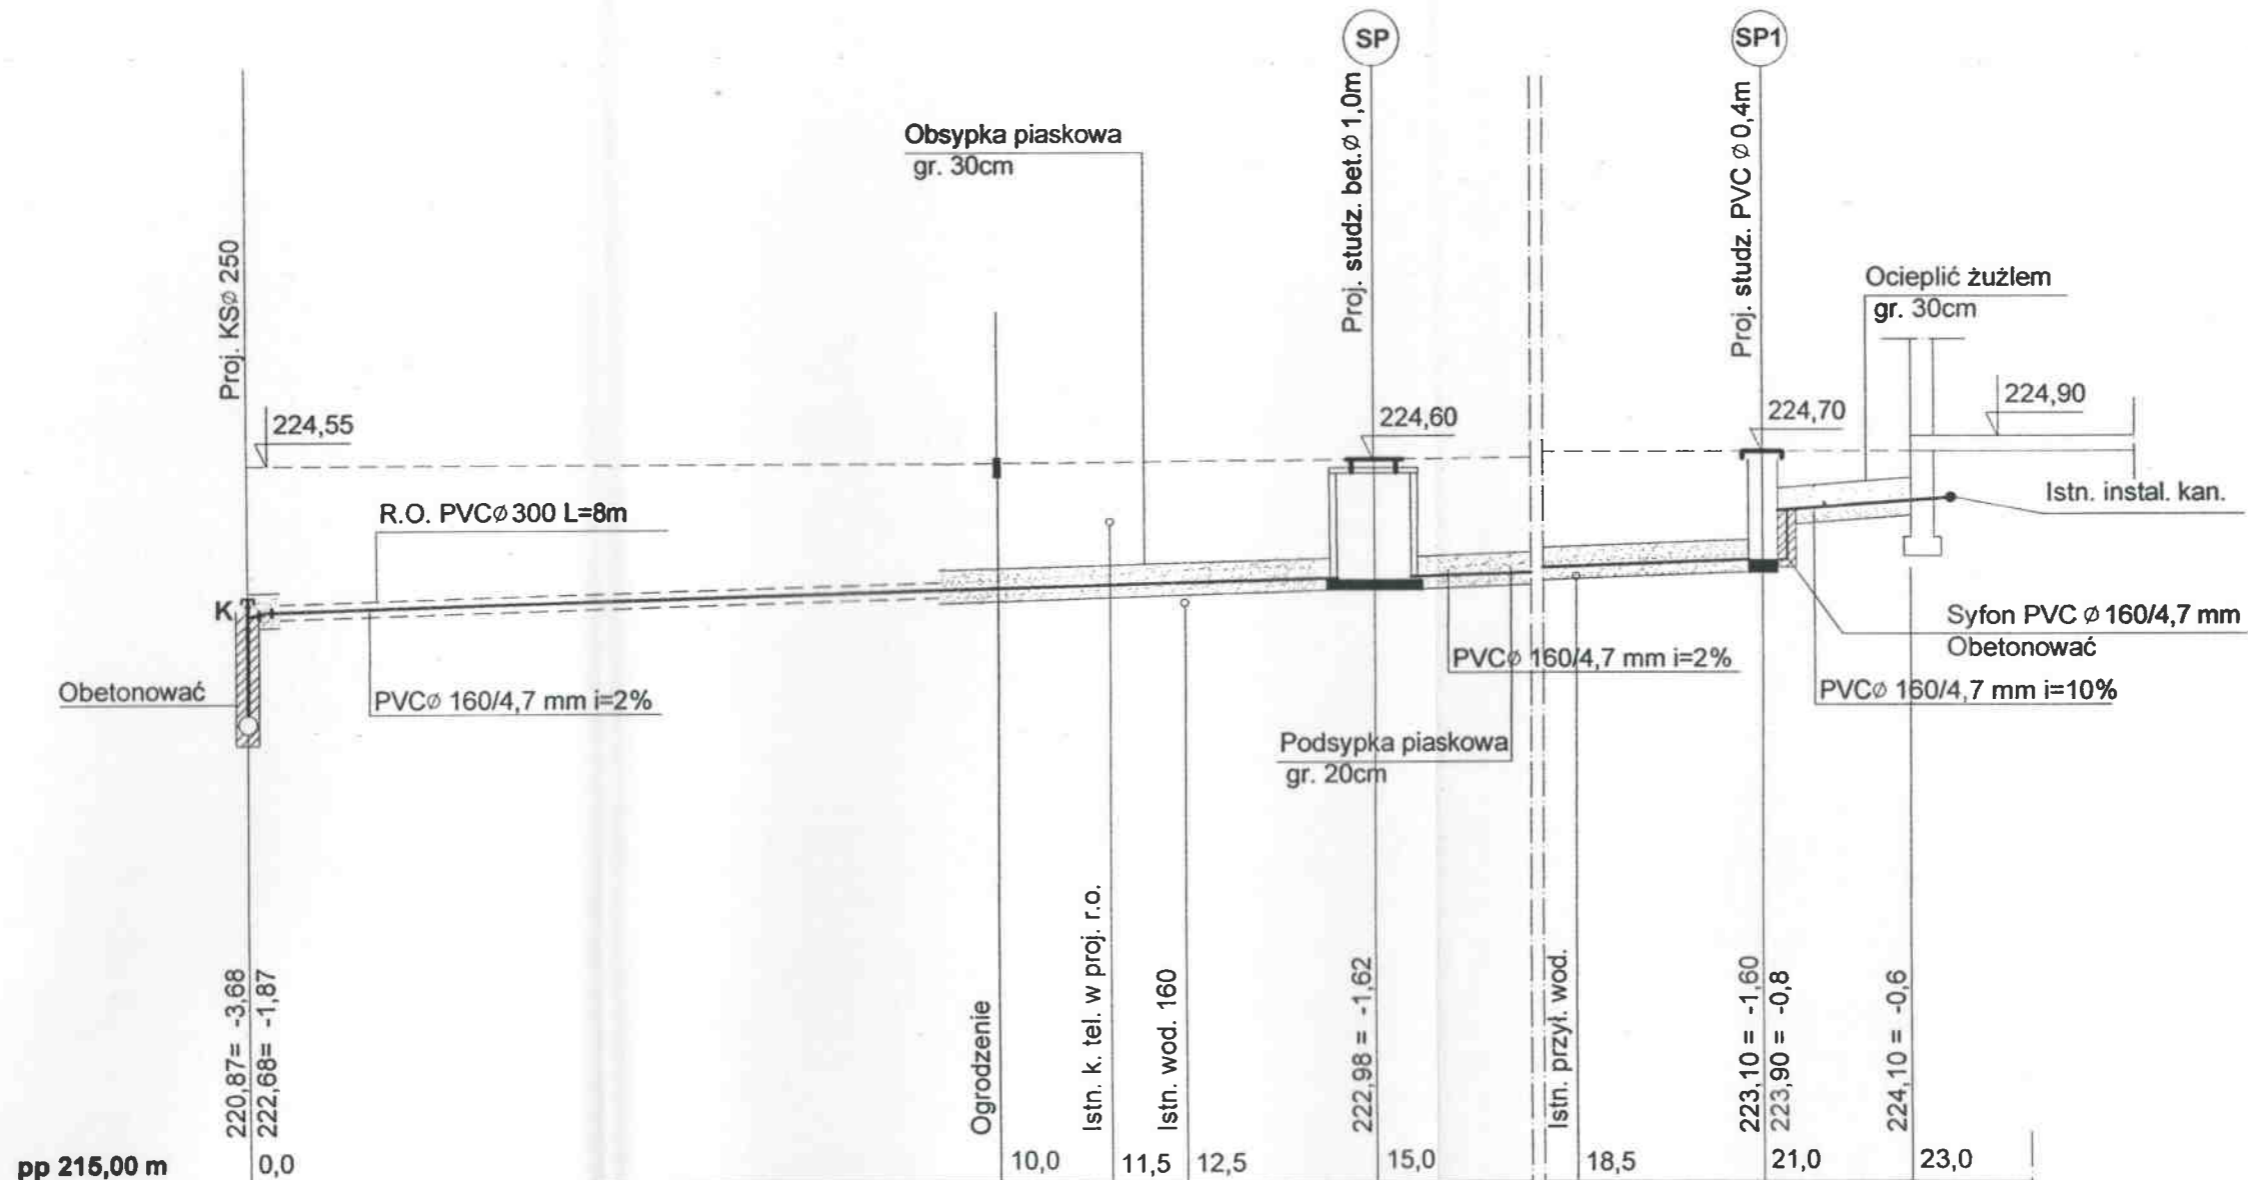 SP
SP1
Proj. KSø 250
Proj. studz. bet. ø 1,0m
Proj. studz. PVC ø 0,4m
Obsypka piaskowa
gr. 30cm
Ocieplić żużlem
gr. 30cm
224,55
224,60
224,70
224,90
R.O. PVCø 300 L=8m
Istn. instal. kan.
K
Syfon PVC ø 160/4,7 mm
Obetonować
PVCø 160/4,7 mm i=2%
PVCø 160/4,7 mm i=10%
Obetonować
PVCø 160/4,7 mm i=2%
Podsypka piaskowa
gr. 20cm
220,87= -3,68
222,68= -1,87
Ogrodzenie
Istn. k. tel. w proj. r.o.
Istn. wod. 160
222,98 = -1,62
Istn. przył. wod.
223,10 = -1,60
223,90 = -0,8
224,10 = -0,6
pp 215,00 m
0,0
10,0
11,5
12,5
15,0
18,5
21,0
23,0